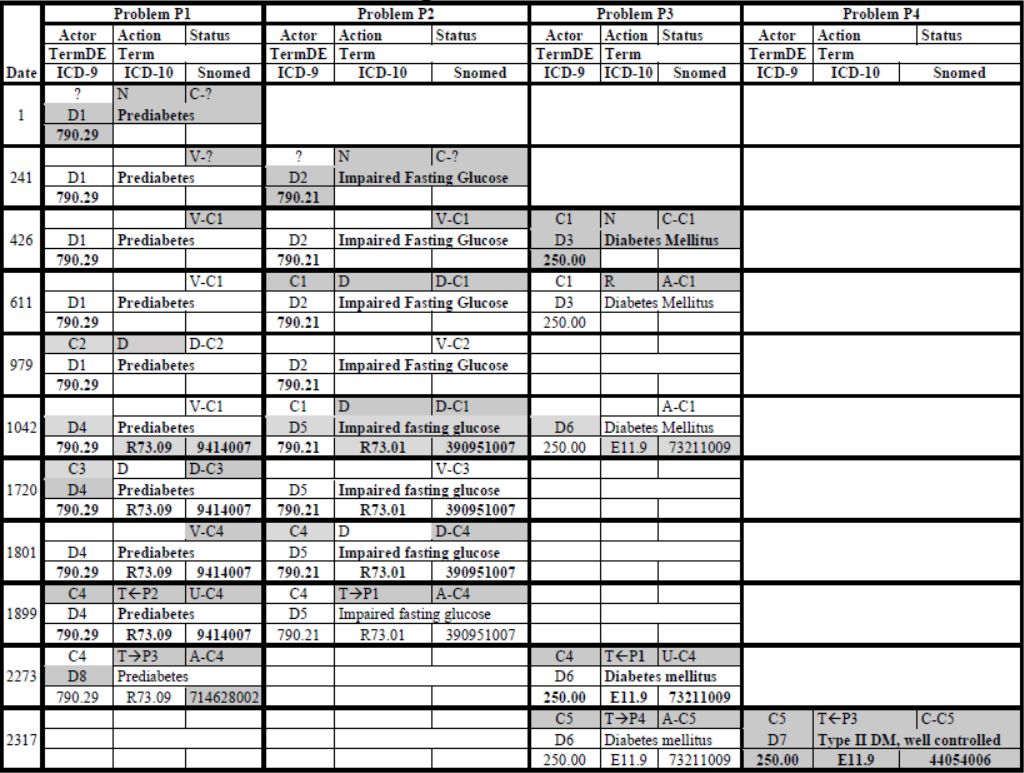 Problem P1 Problem P2 Problem P3 Problem P4
Actor Action Status Actor Action Status Actor Action Status Actor Action Status
TermDE Term TermDE Term TermDE Term TermDE Term
Date ICD-9 ICD-10 Snomed ICD-9 ICD-10 Snomed ICD-9 ICD-10 Snomed ICD-9 ICD-10 Snomed
? N C-?
1 D1 Prediabetes
790.29
V-? ? N C-?
241 D1 Prediabetes D2 Impaired Fasting Glucose
790.29 790.21
V-C1 V-C1 C1 N C-C1
426 D1 Prediabetes D2 Impaired Fasting Glucose D3 Diabetes Mellitus
790.29 790.21 250.00
V-C1 C1 D D-C1 C1 R A-C1
611 D1 Prediabetes D2 Impaired Fasting Glucose D3 Diabetes Mellitus
790.29 790.21 250.00
C2 D D-C2 V-C2
979 D1 Prediabetes D2 Impaired Fasting Glucose
790.29 790.21
V-C1 C1 D D-C1 A-C1
1042 D4 Prediabetes D5 Impaired fasting glucose D6 Diabetes Mellitus
790.29 R73.09 9414007 790.21 R73.01 390951007 250.00 E11.9 73211009
C3 D D-C3 V-C3
1720 D4 Prediabetes D5 Impaired fasting glucose
790.29 R73.09 9414007 790.21 R73.01 390951007
V-C4 C4 D D-C4
1801 D4 Prediabetes D5 Impaired fasting glucose
790.29 R73.09 9414007 790.21 R73.01 390951007
C4 T←P2 U-C4 C4 T→P1 A-C4
1899 D4 Prediabetes D5 Impaired fasting glucose
790.29 R73.09 9414007 790.21 R73.01 390951007
C4 T→P3 A-C4 C4 T←P1 U-C4
2273 D8 Prediabetes D6 Diabetes mellitus
790.29 R73.09 714628002 250.00 E11.9 73211009
C5 T→P4 A-C5 C5 T←P3 C-C5
2317 D6 Diabetes mellitus D7 Type II DM, well controlled
250.00 E11.9 73211009 250.00 E11.9 44054006